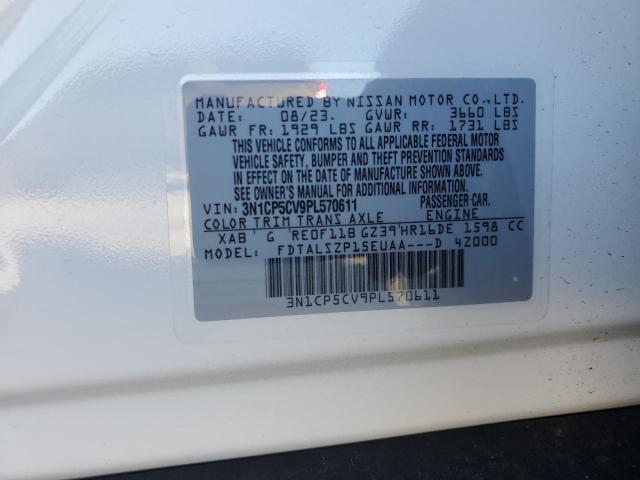 MANUFACTURED BY NISSAN MOTOR CO.,LTD.
DATE: 08/23. GVWR: 3660 LBS
GAWR FR: 1929 LBS GAWR RR: 1731 LBS
THIS VEHICLE CONFORMS TO ALL APPLICABLE FEDERAL MOTOR
VEHICLE SAFETY, BUMPER AND THEFT PREVENTION STANDARDS
IN EFFECT ON THE DATE OF MANUFACTURE SHOWN ABOVE.
SEE OWNER'S MANUAL FOR ADDITIONAL INFORMATION.
VIN: 3N1CP5CV9PL570611 PASSENGER-CAR.
COLOR TRIM TRANS AXLE ENGINE
XAB G RE0F11B GZ39 HR16DE 1598 CC
MODEL: FDTALSZP15EUAA---D 4Z000
3N1CP5CV9PL570611